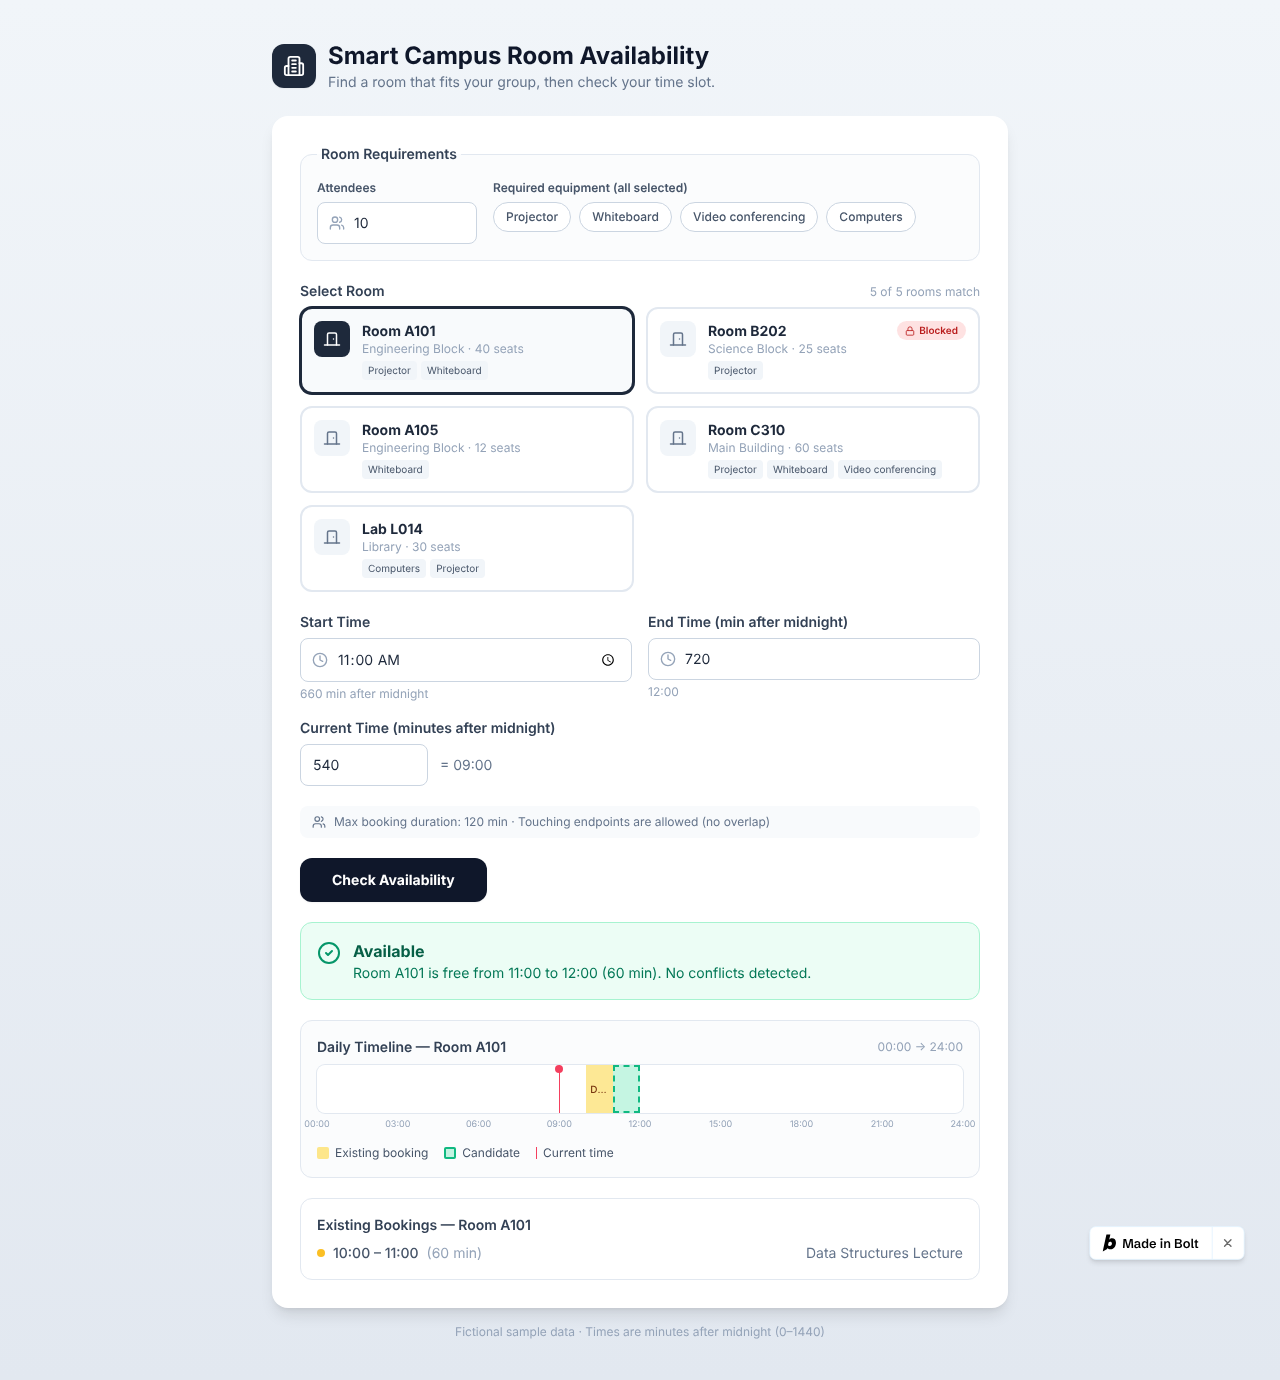 Smart Campus Room Availability
Find a room that fits your group, then check your time slot.
Room Requirements
Attendees
10
Required equipment (all selected)
Projector
Whiteboard
Video conferencing
Computers
Select Room
5 of 5 rooms match
Room A101
Engineering Block · 40 seats
Projector
Whiteboard
Room B202
Blocked
Science Block · 25 seats
Projector
Room A105
Engineering Block · 12 seats
Whiteboard
Room C310
Main Building · 60 seats
Projector
Whiteboard
Video conferencing
Lab L014
Library · 30 seats
Computers
Projector
Start Time
11:00 AM
660 min after midnight
End Time (min after midnight)
720
12:00
Current Time (minutes after midnight)
540
= 09:00
Max booking duration: 120 min · Touching endpoints are allowed (no overlap)
Check Availability
Available
Room A101 is free from 11:00 to 12:00 (60 min). No conflicts detected.
Daily Timeline — Room A101
00:00 → 24:00
D...
00:00
03:00
06:00
09:00
12:00
15:00
18:00
21:00
24:00
Existing booking
Candidate
Current time
Existing Bookings — Room A101
10:00 – 11:00 (60 min)
Data Structures Lecture
b Made in Bolt
Fictional sample data · Times are minutes after midnight (0–1440)